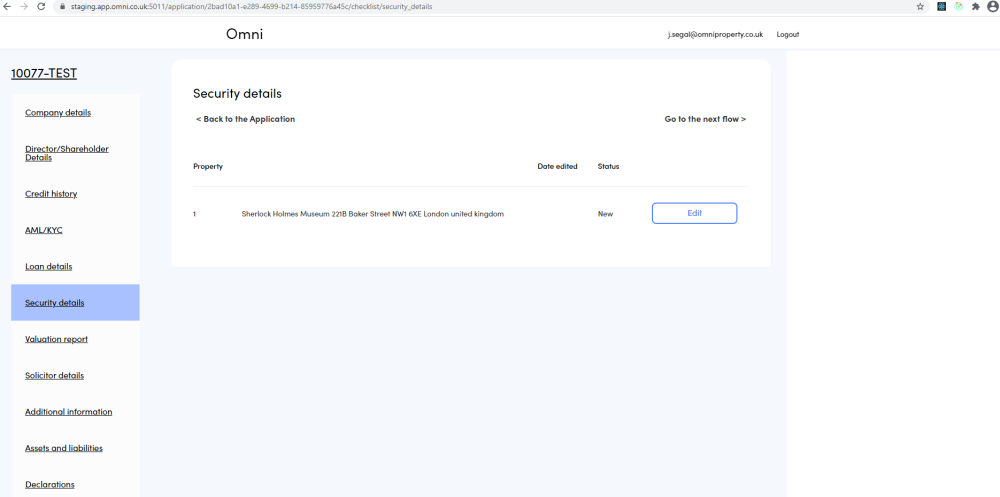 staging.app.omni.co.uk:5011/application/2bad10a1-e289-4699-b214-85959776a45c/checklist/security_details
Omni
j.segal@omniproperty.co.uk Logout
10077-TEST
Company details
Director/Shareholder
Details
Credit history
AML/KYC
Loan details
Security details
Valuation report
Solicitor details
Additional information
Assets and liabilities
Declarations
Security details
< Back to the Application Go to the next flow >
Property Date edited Status
1 Sherlock Holmes Museum 221B Baker Street NW1 6XE London united kingdom New Edit